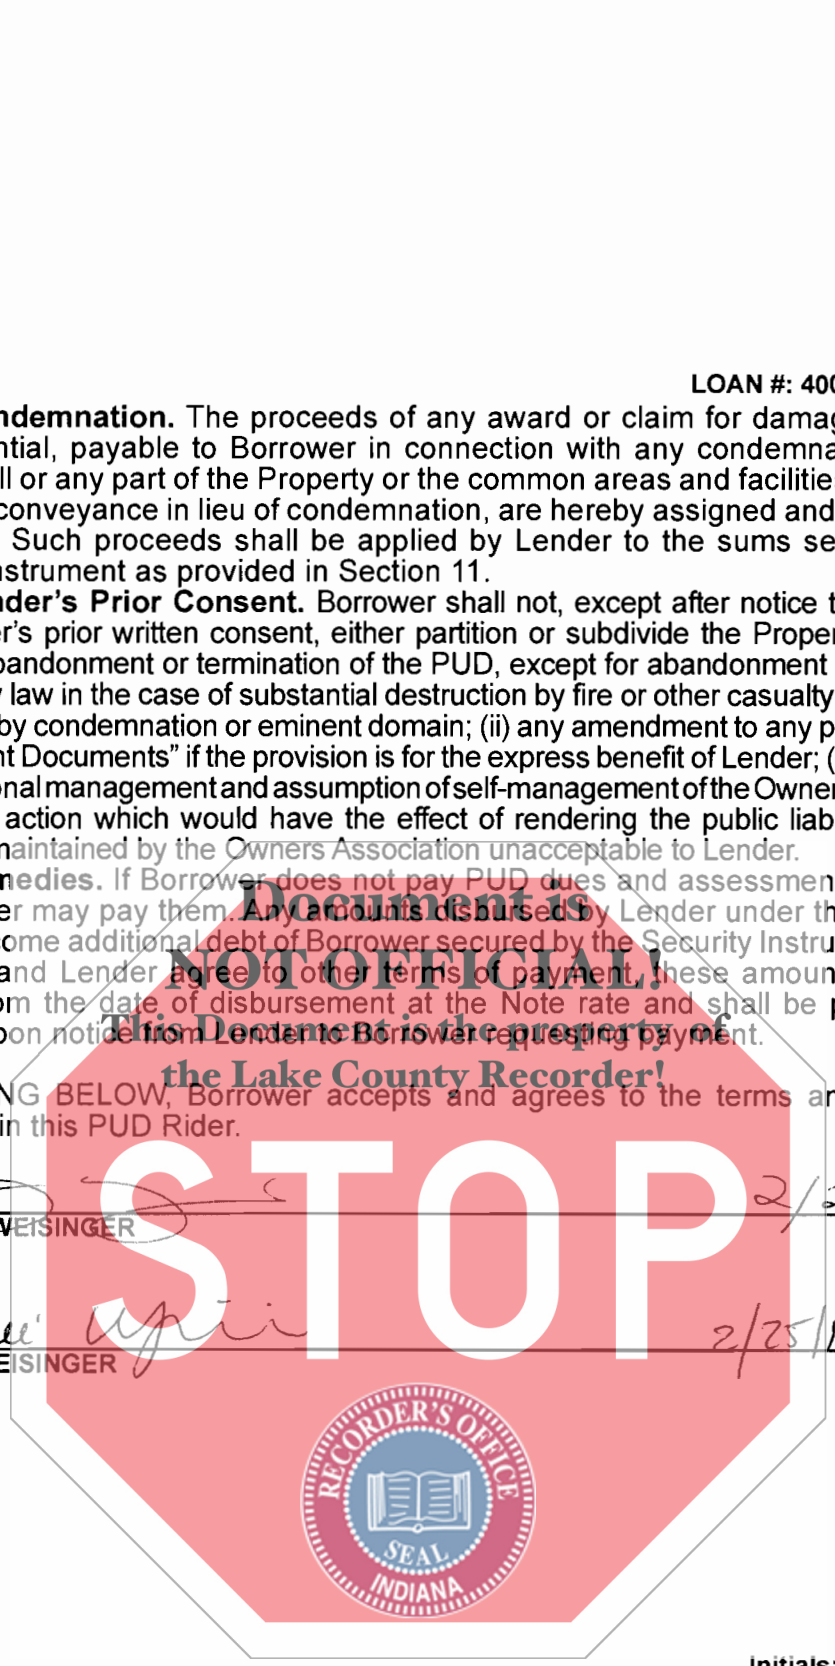 LOAN #: 400
ndemnation. The proceeds of any award or claim for damag
ntial, payable to Borrower in connection with any condemna
ll or any part of the Property or the common areas and facilitie
conveyance in lieu of condemnation, are hereby assigned and
Such proceeds shall be applied by Lender to the sums se
nstrument as provided in Section 11.
nder's Prior Consent. Borrower shall not, except after notice t
er's prior written consent, either partition or subdivide the Proper
bandonment or termination of the PUD, except for abandonment
law in the case of substantial destruction by fire or other casualty
by condemnation or eminent domain; (ii) any amendment to any p
nt Documents" if the provision is for the express benefit of Lender; (
onal management and assumption of self-management of the Owner
action which would have the effect of rendering the public liab
maintained by the Owners Association unacceptable to Lender.
nedies. If Borrower does not pay PUD dues and assessmen
er may pay them. Any amounts disbursed by Lender under th
ome additional debt of Borrower secured by the Security Instru
and Lender agree to other terms of payment, these amoun
om the date of disbursement at the Note rate and shall be p
pon notice from Lender to Borrower requesting payment.
Document is
NOT OFFICIAL!
This Document is the property of
the Lake County Recorder!
NG BELOW, Borrower accepts and agrees to the terms an
in this PUD Rider.
STOP
2/2
WEISINGER
2/25/
EISINGER
RECORDER'S OFFICE
SEAL
INDIANA
Initials: